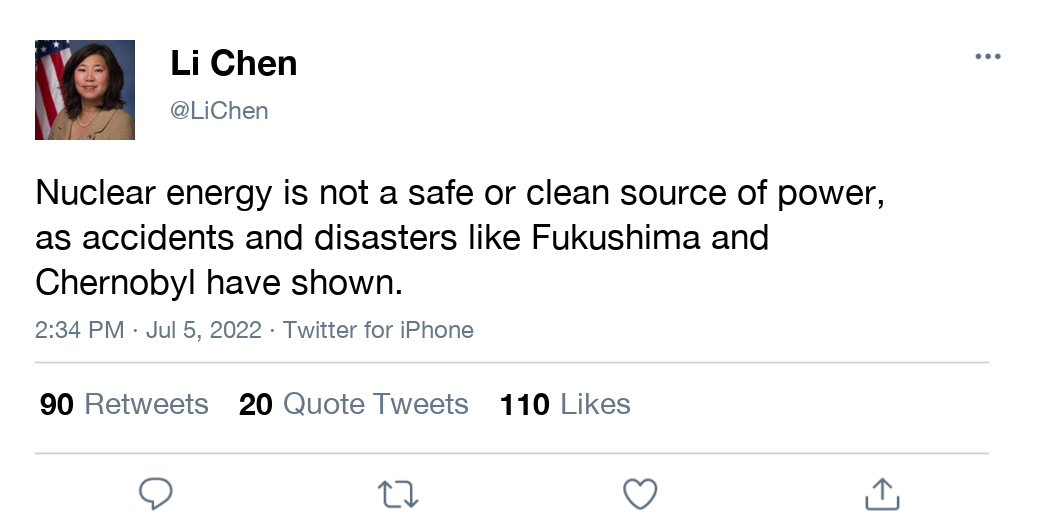 Li Chen
@LiChen
Nuclear energy is not a safe or clean source of power,
as accidents and disasters like Fukushima and
Chernobyl have shown.
2:34 PM · Jul 5, 2022 · Twitter for iPhone
90 Retweets 20 Quote Tweets 110 Likes